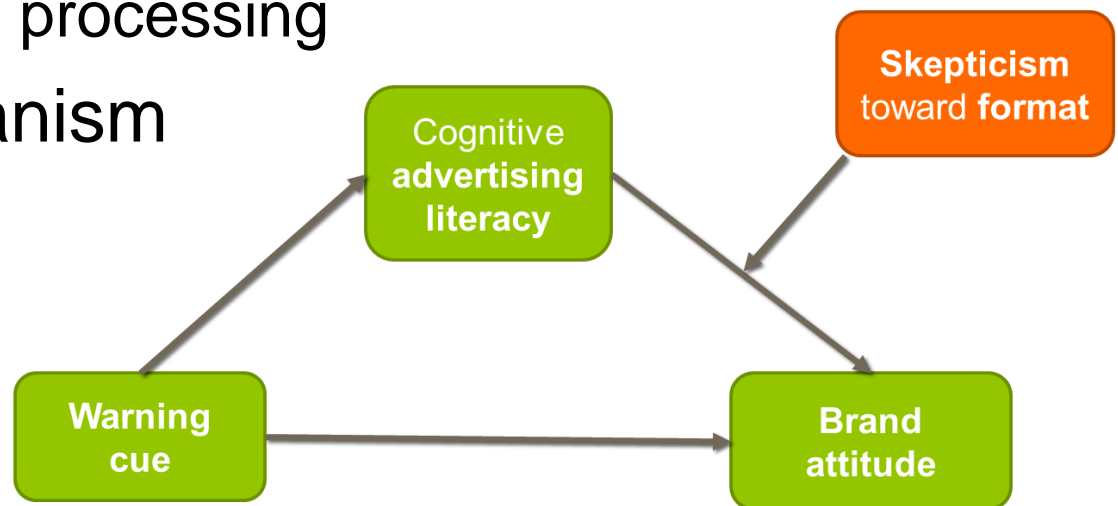 processing
anism
Skepticism
toward format
Cognitive
advertising
literacy
Warning
cue
Brand
attitude